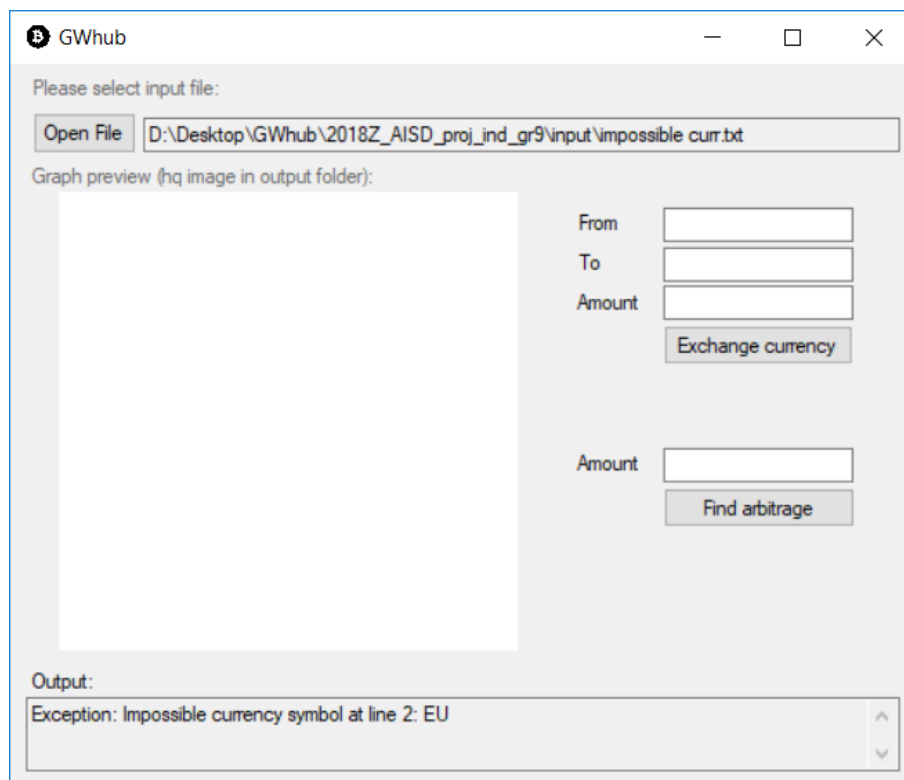 GWhub
Please select input file:
Open File D:\Desktop\GWhub\2018Z_AISD_proj_ind_gr9\input\impossible curr.txt
Graph preview (hq image in output folder):
From
To
Amount
Exchange currency
Amount
Find arbitrage
Output:
Exception: Impossible currency symbol at line 2: EU